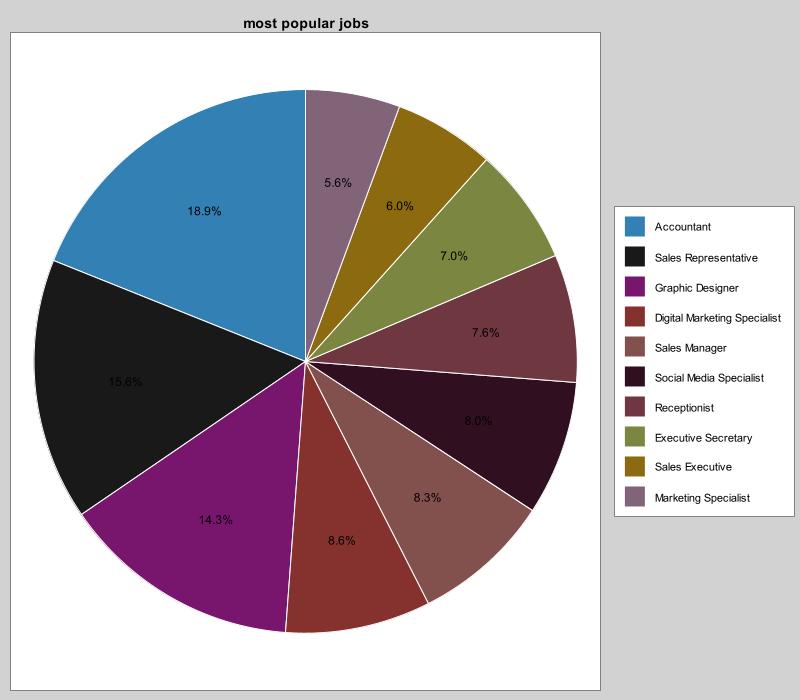 most popular jobs
5.6%
6.0%
18.9%
7.0%
7.6%
15.6%
8.0%
8.3%
14.3%
8.6%
Accountant
Sales Representative
Graphic Designer
Digital Marketing Specialist
Sales Manager
Social Media Specialist
Receptionist
Executive Secretary
Sales Executive
Marketing Specialist